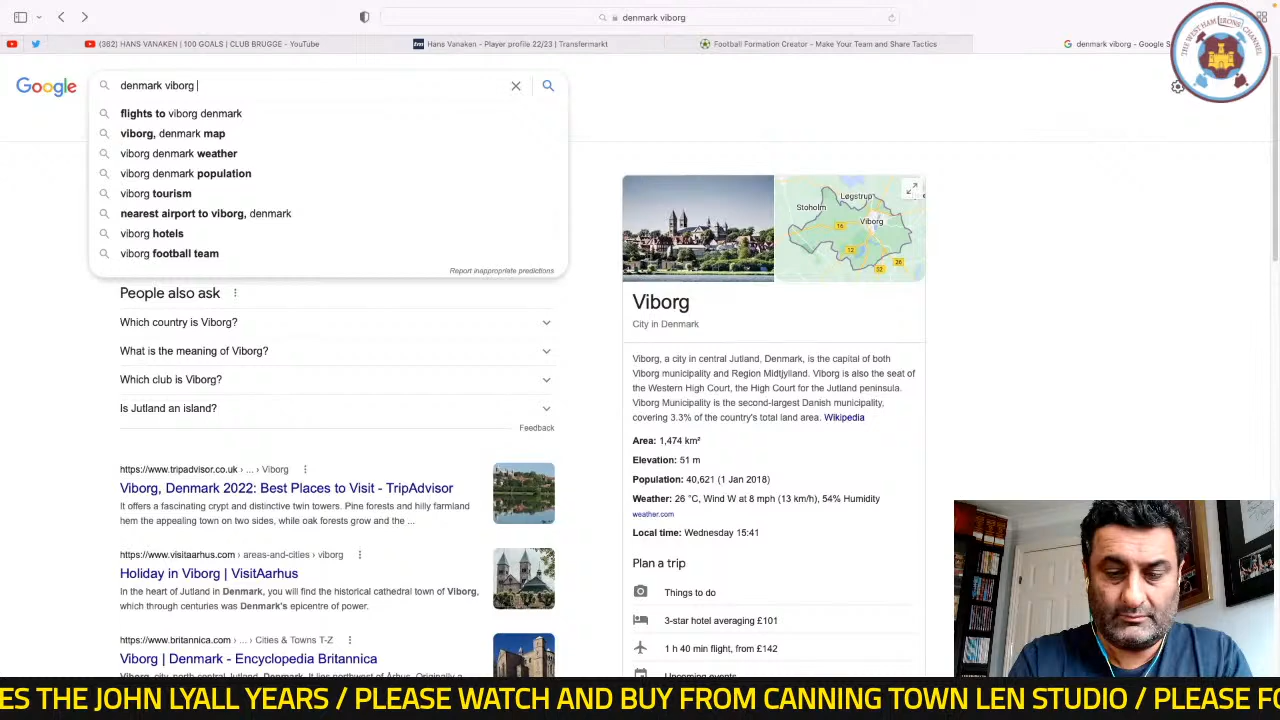 denmark viborg
(362) HANS VANAKEN | 100 GOALS | CLUB BRUGGE - YouTube
Hans Vanaken - Player profile 22/23 | Transfermarkt
Football Formation Creator - Make Your Team and Share Tactics
denmark viborg - Google S
THE WEST HAM (IRONS) CHANNEL
Google
denmark viborg
flights to viborg denmark
viborg, denmark map
viborg denmark weather
viborg denmark population
viborg tourism
nearest airport to viborg, denmark
viborg hotels
viborg football team
Report inappropriate predictions
People also ask
Which country is Viborg?
What is the meaning of Viborg?
Which club is Viborg?
Is Jutland an island?
Feedback
https://www.tripadvisor.co.uk › ... › Viborg
Viborg, Denmark 2022: Best Places to Visit - TripAdvisor
It offers a fascinating crypt and distinctive twin towers. Pine forests and hilly farmland
hem the appealing town on two sides, while oak forests grow and the ...
https://www.visitaarhus.com › areas-and-cities › viborg
Holiday in Viborg | VisitAarhus
In the heart of Jutland in Denmark, you will find the historical cathedral town of Viborg,
which through centuries was Denmark's epicentre of power.
https://www.britannica.com › ... › Cities & Towns T-Z
Viborg | Denmark - Encyclopedia Britannica
Løgstrup
Stoholm
Viborg
16
12
26
52
Viborg
City in Denmark
Viborg, a city in central Jutland, Denmark, is the capital of both
Viborg municipality and Region Midtjylland. Viborg is also the seat of
the Western High Court, the High Court for the Jutland peninsula.
Viborg Municipality is the second-largest Danish municipality,
covering 3.3% of the country's total land area. Wikipedia
Area: 1,474 km²
Elevation: 51 m
Population: 40,621 (1 Jan 2018)
Weather: 26 °C, Wind W at 8 mph (13 km/h), 54% Humidity
weather.com
Local time: Wednesday 15:41
Plan a trip
Things to do
3-star hotel averaging £101
1 h 40 min flight, from £142
Upcoming events
ES THE JOHN LYALL YEARS / PLEASE WATCH AND BUY FROM CANNING TOWN LEN STUDIO / PLEASE FO